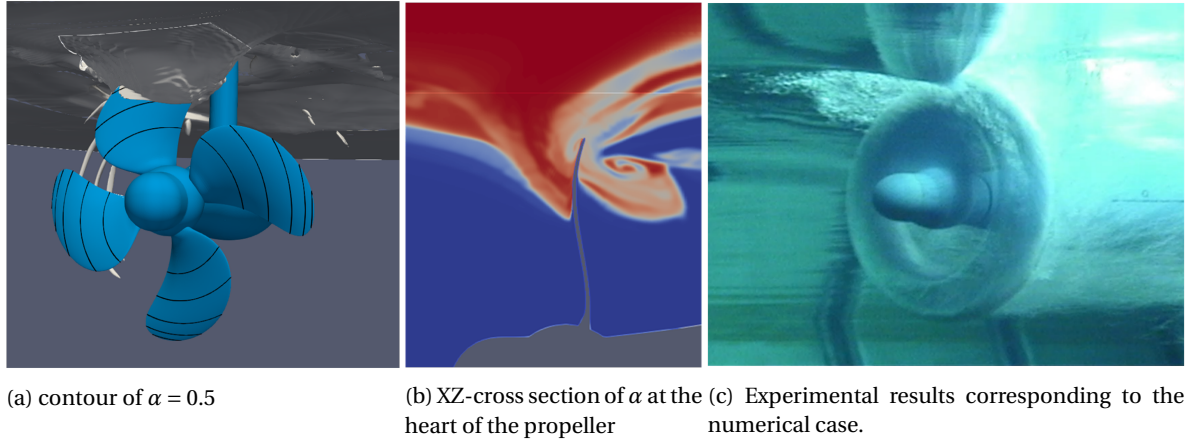 (a) contour of α = 0.5
(b) XZ-cross section of α at the
heart of the propeller
(c) Experimental results corresponding to the
numerical case.